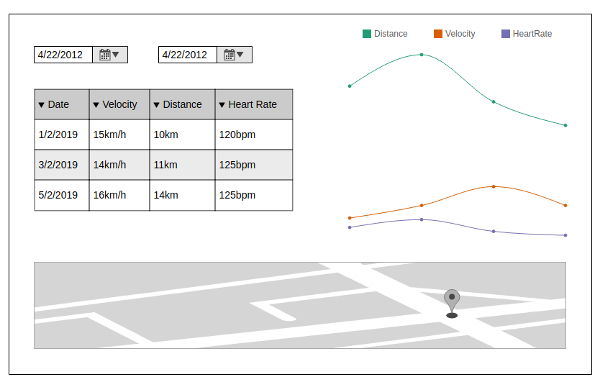 Distance Velocity HeartRate
4/22/2012 4/22/2012
Date Velocity Distance Heart Rate
1/2/2019 15km/h 10km 120bpm
3/2/2019 14km/h 11km 125bpm
5/2/2019 16km/h 14km 125bpm